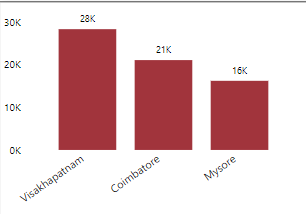 30K
28K
21K
20K
16K
10K
0K
Visakhapatnam
Coimbatore
Mysore